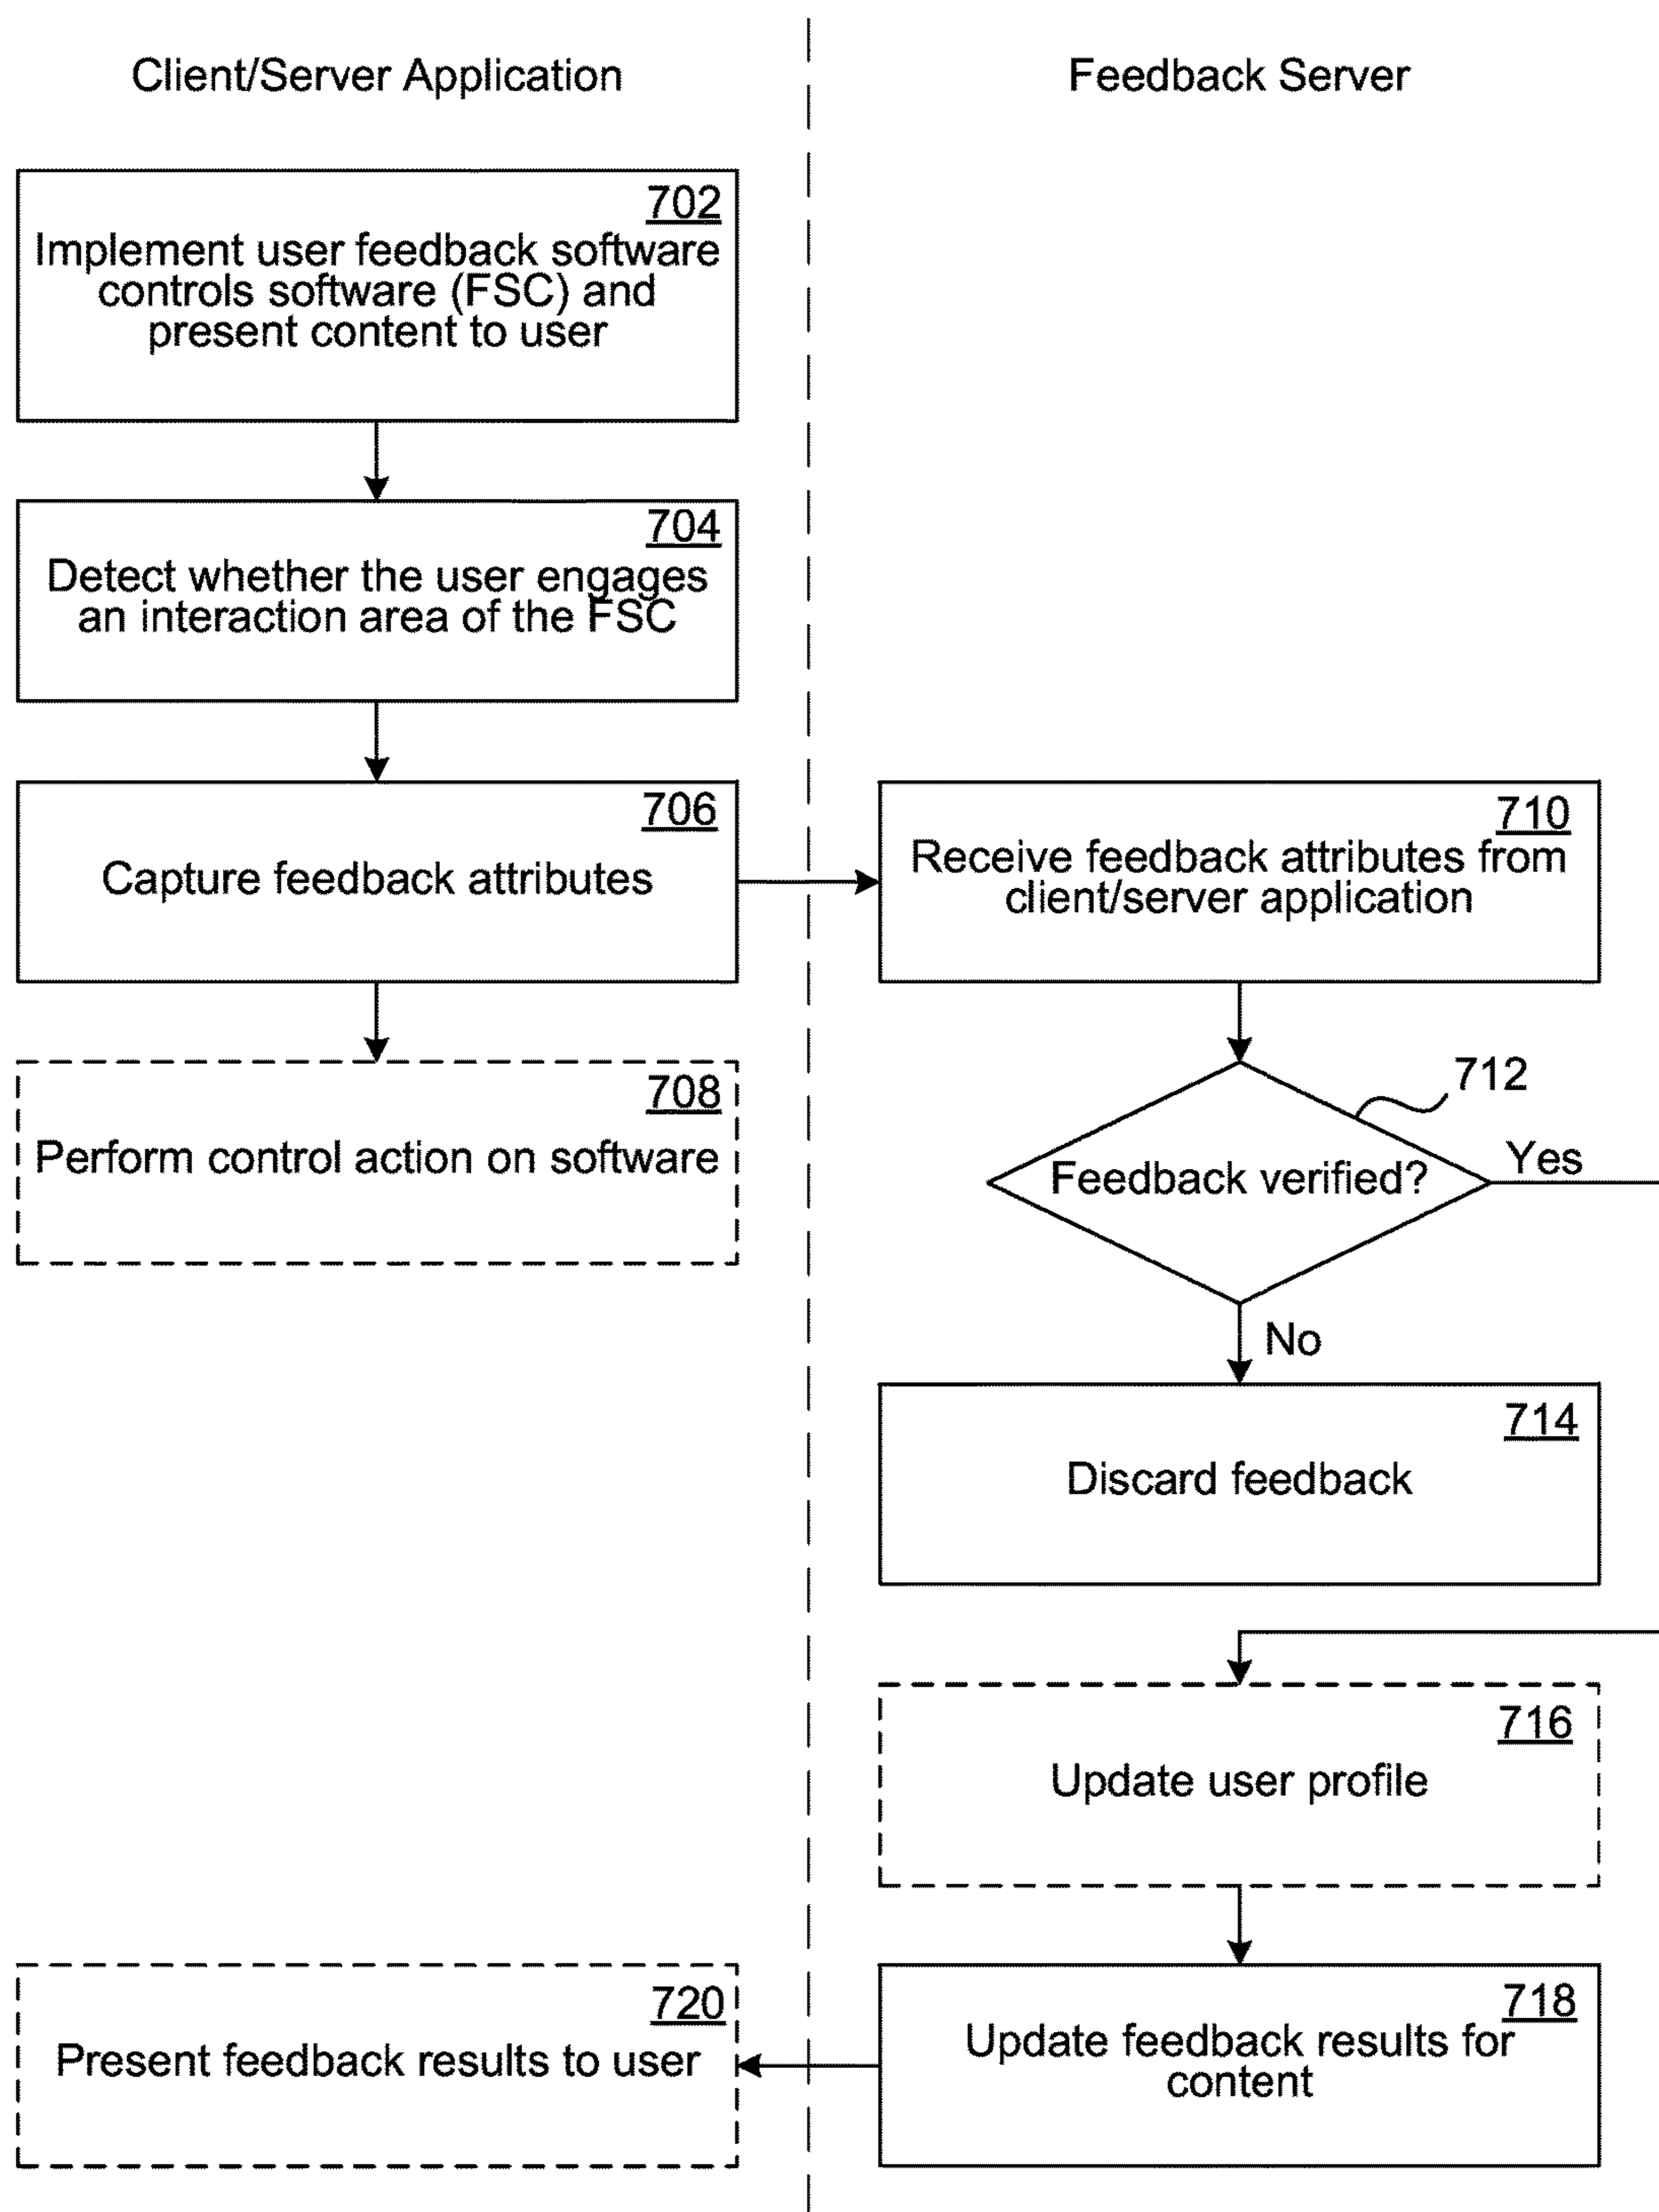 Client/Server Application
Feedback Server
702
Implement user feedback software
controls software (FSC) and
present content to user
704
Detect whether the user engages
an interaction area of the FSC
706
Capture feedback attributes
710
Receive feedback attributes from
client/server application
708
Perform control action on software
712
Feedback verified?
Yes
No
714
Discard feedback
716
Update user profile
718
Update feedback results for
content
720
Present feedback results to user